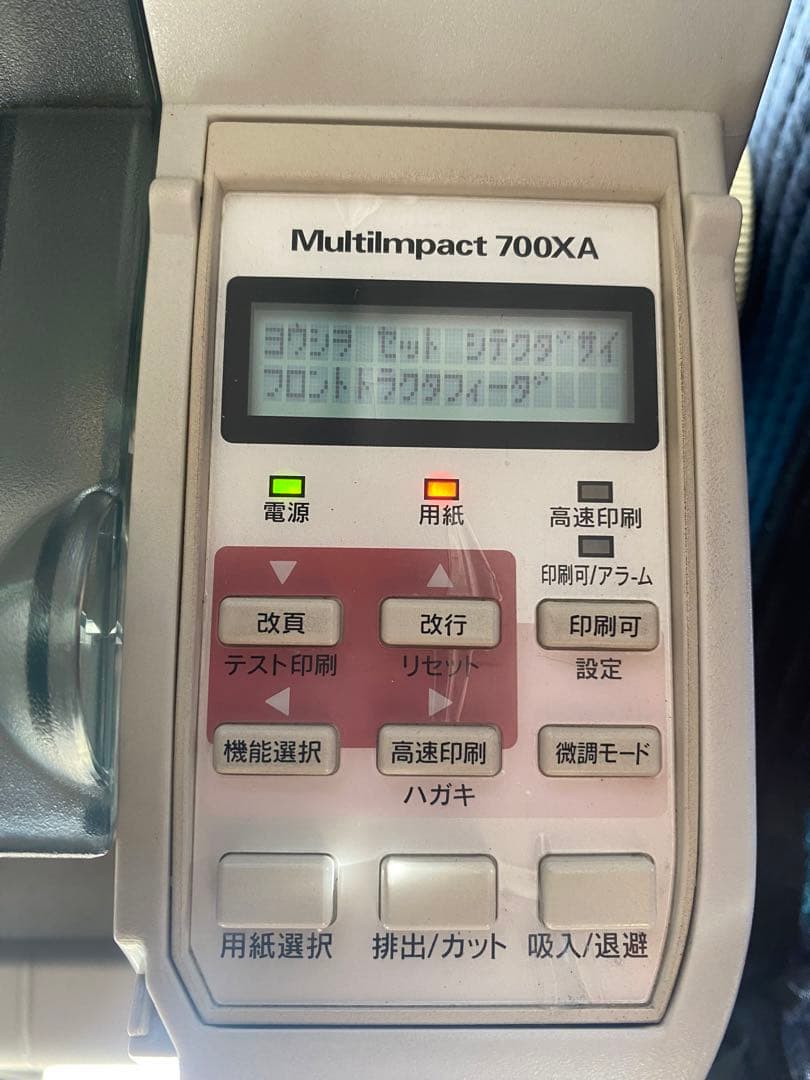 MultiImpact 700XA
ヨウシヲ セット シテクダサイ
フロントトラクタフィーダ
電源
用紙
高速印刷
印刷可/アラーム
▼
▲
改頁
改行
印刷可
テスト印刷
リセット
設定
◀
▶
機能選択
高速印刷
微調モード
ハガキ
用紙選択
排出/カット
吸入/退避